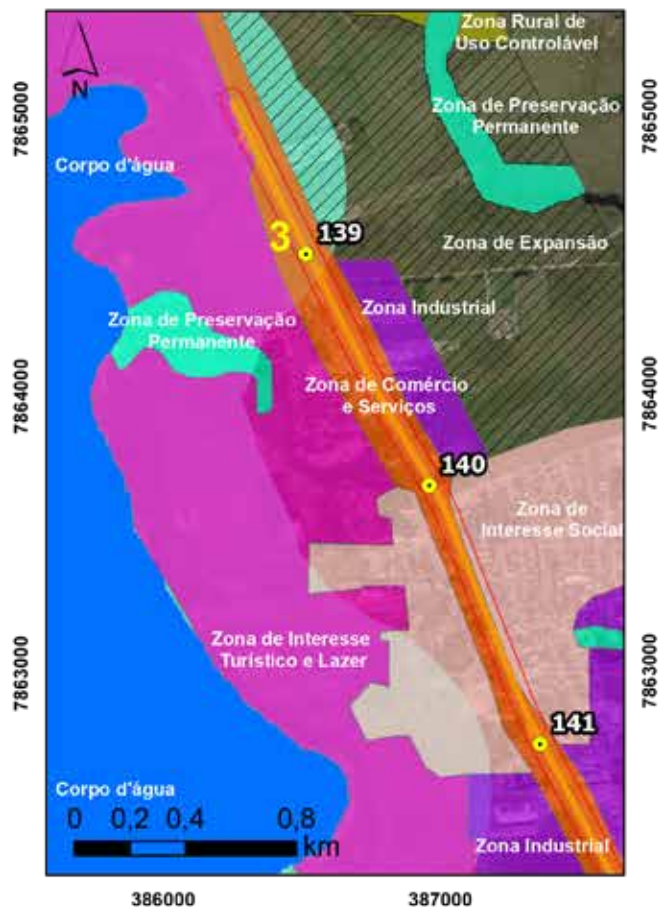 Zona Rural de
Uso Controlável
N
7865000
7865000
Zona de Preservação
Permanente
Corpo d'água
3
139
Zona de Expansão
Zona Industrial
Zona de Preservação
Permanente
Zona de Comércio
e Serviços
7864000
7864000
140
Zona de
Interesse Social
Zona de Interesse
Turístico e Lazer
7863000
7863000
141
Corpo d'água
0 0,2 0,4 0,8
km
Zona Industrial
386000
387000